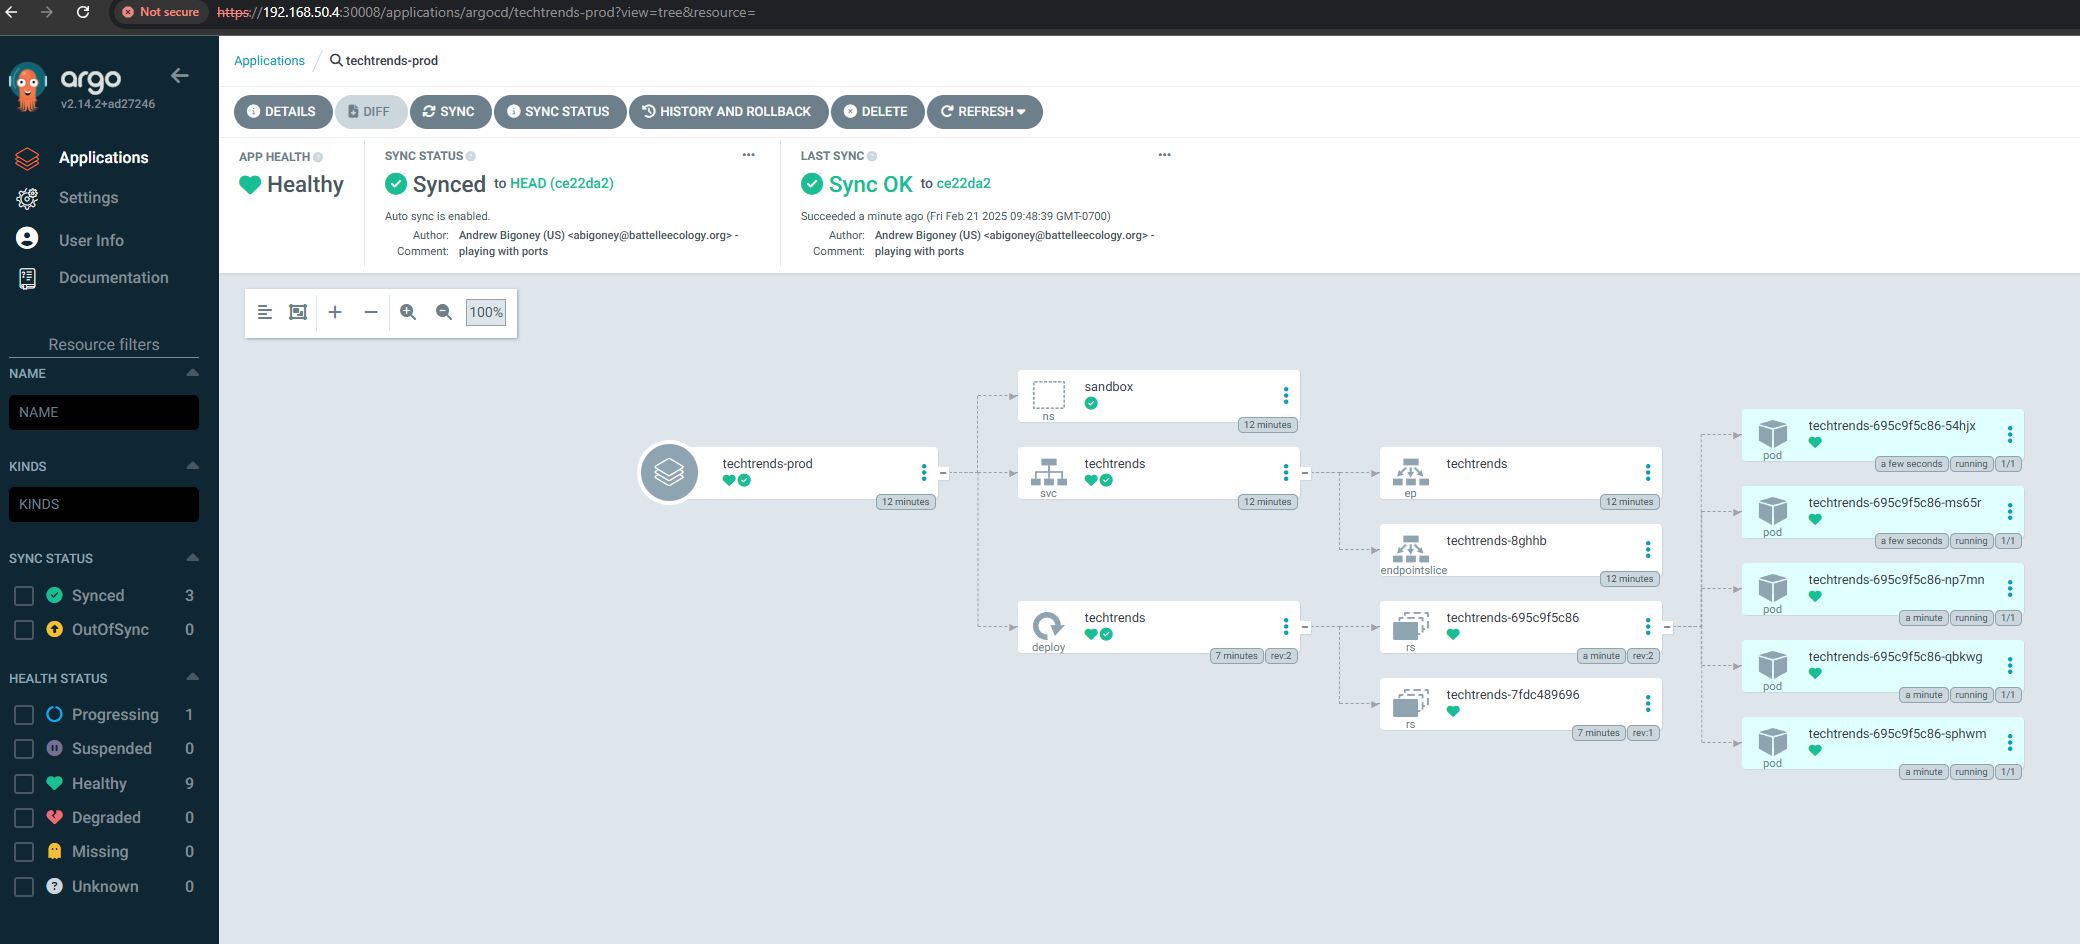 Not secure https://192.168.50.4:30008/applications/argocd/techtrends-prod?view=tree&resource=
argo
v2.14.2+ad27246
Applications
Settings
User Info
Documentation
Resource filters
NAME
NAME
KINDS
KINDS
SYNC STATUS
Synced 3
OutOfSync 0
HEALTH STATUS
Progressing 1
Suspended 0
Healthy 9
Degraded 0
Missing 0
Unknown 0
Applications / techtrends-prod
DETAILS DIFF SYNC SYNC STATUS HISTORY AND ROLLBACK DELETE REFRESH
APP HEALTH
Healthy
SYNC STATUS
Synced to HEAD (ce22da2)
Auto sync is enabled.
Author: Andrew Bigoney (US) <abigoney@battelleecology.org> -
Comment: playing with ports
LAST SYNC
Sync OK to ce22da2
Succeeded a minute ago (Fri Feb 21 2025 09:48:39 GMT-0700)
Author: Andrew Bigoney (US) <abigoney@battelleecology.org> -
Comment: playing with ports
100%
techtrends-prod
12 minutes
sandbox
ns
12 minutes
techtrends
svc
12 minutes
techtrends
deploy
7 minutes rev:2
techtrends
ep
12 minutes
techtrends-8ghhb
endpointslice
12 minutes
techtrends-695c9f5c86
rs
a minute rev:2
techtrends-7fdc489696
rs
7 minutes rev:1
techtrends-695c9f5c86-54hjx
pod
a few seconds running 1/1
techtrends-695c9f5c86-ms65r
pod
a few seconds running 1/1
techtrends-695c9f5c86-np7mn
pod
a minute running 1/1
techtrends-695c9f5c86-qbkwg
pod
a minute running 1/1
techtrends-695c9f5c86-sphwm
pod
a minute running 1/1